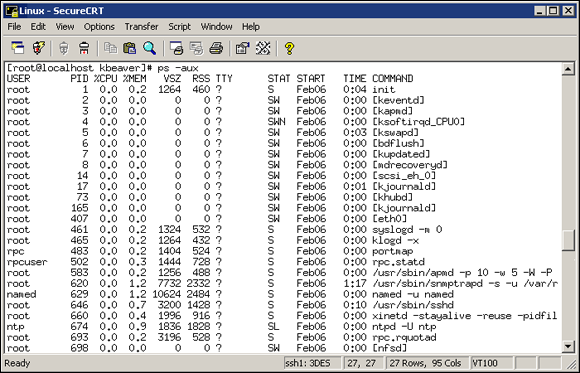 Linux - SecureCRT
File Edit View Options Transfer Script Window Help
[root@localhost kbeaver]# ps -aux
USER PID %CPU %MEM VSZ RSS TTY STAT START TIME COMMAND
root 1 0.0 0.2 1264 460 ? S Feb06 0:04 init
root 2 0.0 0.0 0 0 ? SW Feb06 0:00 [keventd]
root 3 0.0 0.0 0 0 ? SW Feb06 0:00 [kapmd]
root 4 0.0 0.0 0 0 ? SWN Feb06 0:00 [ksoftirqd_CPU0]
root 5 0.0 0.0 0 0 ? SW Feb06 0:03 [kswapd]
root 6 0.0 0.0 0 0 ? SW Feb06 0:00 [bdflush]
root 7 0.0 0.0 0 0 ? SW Feb06 0:00 [kupdated]
root 8 0.0 0.0 0 0 ? SW Feb06 0:00 [mdrecoveryd]
root 14 0.0 0.0 0 0 ? SW Feb06 0:00 [scsi_eh_0]
root 17 0.0 0.0 0 0 ? SW Feb06 0:01 [kjournald]
root 73 0.0 0.0 0 0 ? SW Feb06 0:00 [khubd]
root 165 0.0 0.0 0 0 ? SW Feb06 0:00 [kjournald]
root 407 0.0 0.0 0 0 ? SW Feb06 0:00 [eth0]
root 461 0.0 0.2 1324 532 ? S Feb06 0:00 syslogd -m 0
root 465 0.0 0.2 1264 432 ? S Feb06 0:00 klogd -x
rpc 483 0.0 0.2 1404 524 ? S Feb06 0:00 portmap
rpcuser 502 0.0 0.3 1444 728 ? S Feb06 0:00 rpc.statd
root 583 0.0 0.2 1256 488 ? S Feb06 0:00 /usr/sbin/apmd -p 10 -w 5 -W -P
root 620 0.0 1.2 7732 2332 ? S Feb06 1:17 /usr/sbin/snmptrapd -s -u /var/r
named 629 0.0 1.2 10624 2484 ? S Feb06 0:00 named -u named
root 646 0.0 0.7 3200 1428 ? S Feb06 0:10 /usr/sbin/sshd
root 660 0.0 0.4 1996 916 ? S Feb06 0:00 xinetd -stayalive -reuse -pidfil
ntp 674 0.0 0.9 1836 1828 ? SL Feb06 0:00 ntpd -U ntp
root 693 0.0 0.2 3196 528 ? S Feb06 0:00 rpc.rquotad
root 698 0.0 0.0 0 0 ? SW Feb06 0:00 [nfsd]
Ready ssh1: 3DES 27, 27 27 Rows, 95 Cols VT100